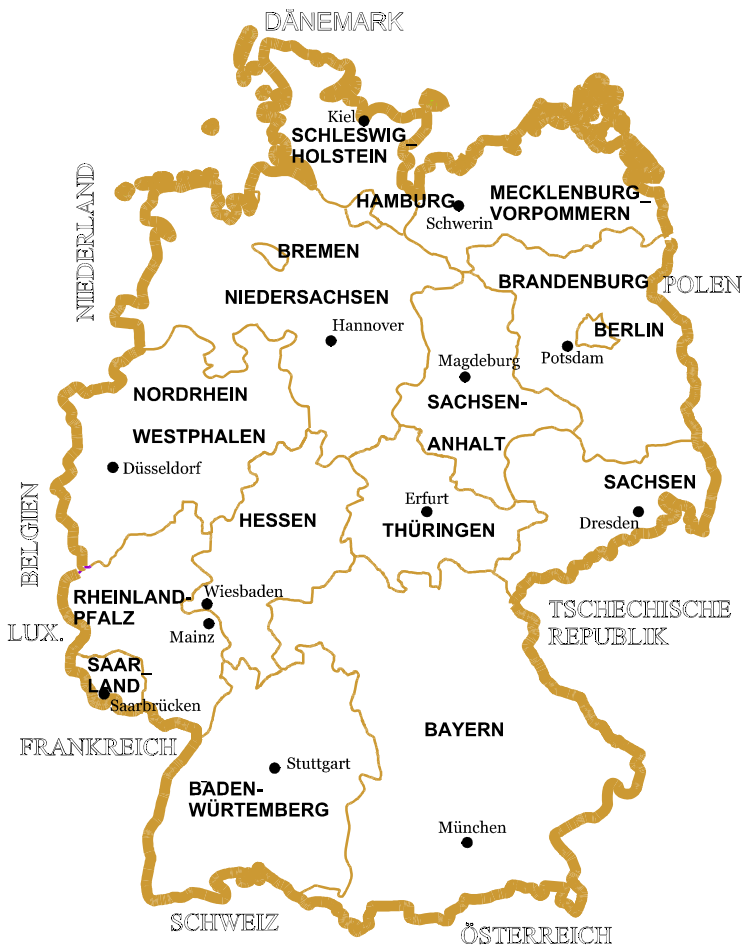 DÄNEMARK
Kiel
SCHLESWIG_
HOLSTEIN
NIEDERLAND
HAMBURG
MECKLENBURG_
VORPOMMERN
Schwerin
BREMEN
NIEDERSACHSEN
Hannover
BRANDENBURG
POLEN
BERLIN
Potsdam
Magdeburg
SACHSEN-
ANHALT
NORDRHEIN
WESTPHALEN
Düsseldorf
BELGIEN
HESSEN
Erfurt
THÜRINGEN
SACHSEN
Dresden
RHEINLAND-
PFALZ
Wiesbaden
Mainz
LUX.
TSCHECHISCHE
REPUBLIK
SAAR_
LAND
Saarbrücken
FRANKREICH
BAYERN
Stuttgart
BADEN-
WÜRTEMBERG
München
SCHWEIZ
ÖSTERREICH